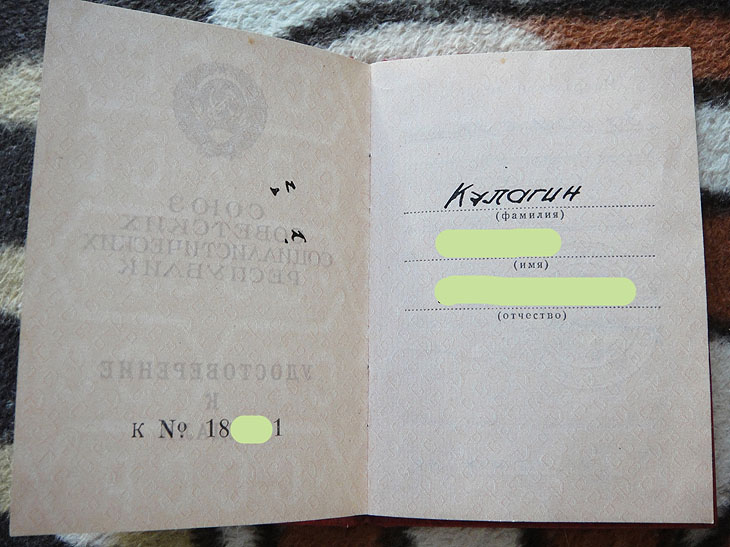 СОЮЗ
СОВЕТСКИХ
СОЦИАЛИСТИЧЕСКИХ
РЕСПУБЛИК
УДОСТОВЕРЕНИЕ
К
К № 18 1
Кулагин
(фамилия)
(имя)
(отчество)